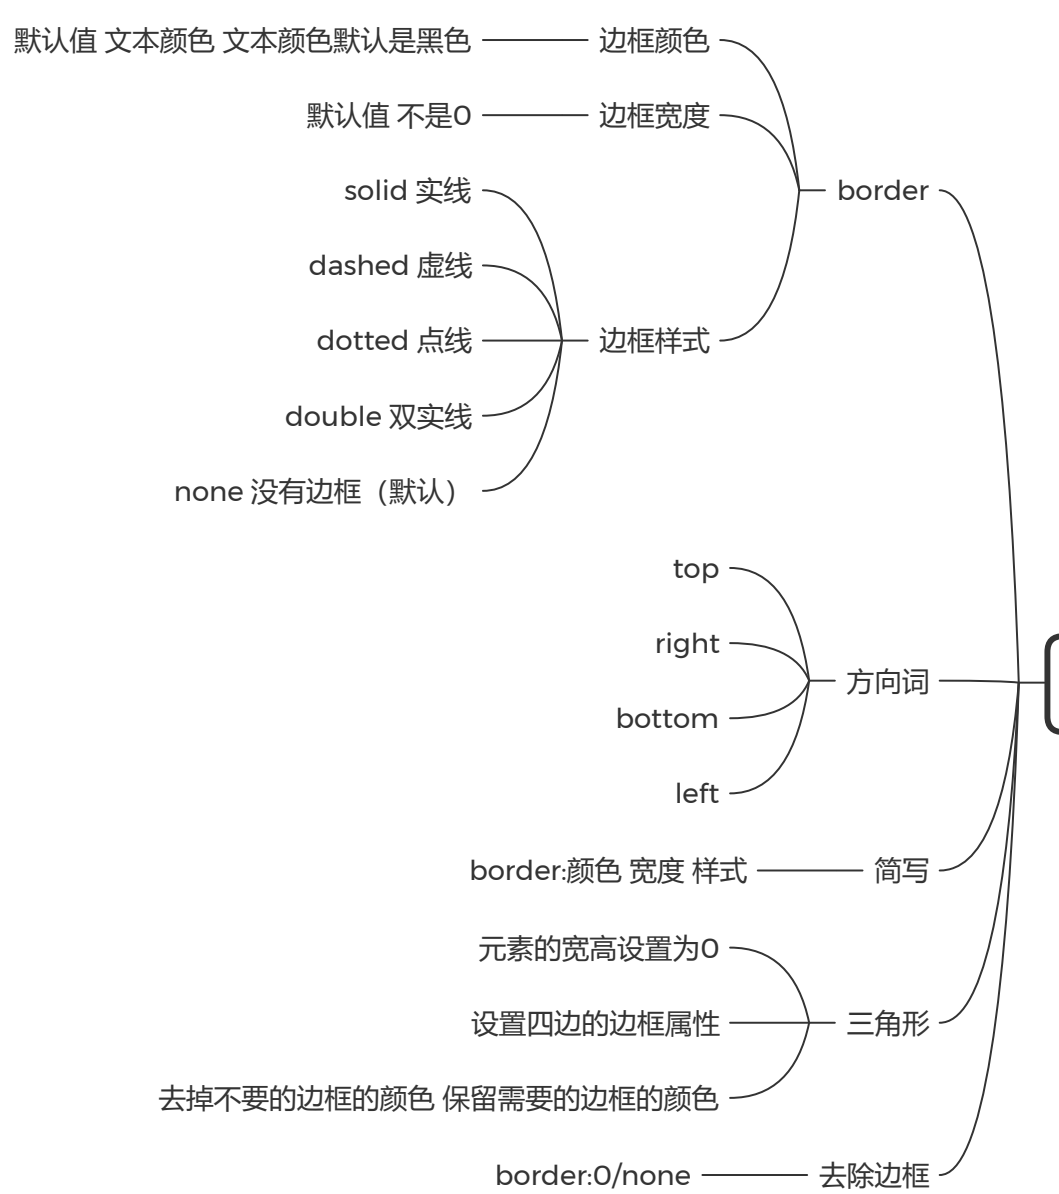 默认值 文本颜色 文本颜色默认是黑色
边框颜色
默认值 不是0
边框宽度
border
solid 实线
dashed 虚线
dotted 点线
边框样式
double 双实线
none 没有边框（默认）
top
right
方向词
bottom
left
border:颜色 宽度 样式
简写
元素的宽高设置为0
设置四边的边框属性
三角形
去掉不要的边框的颜色 保留需要的边框的颜色
border:0/none
去除边框